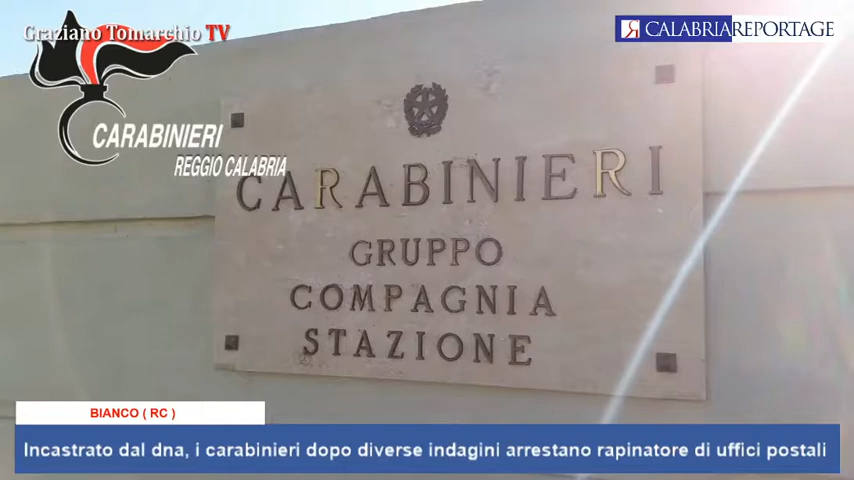 Graziano Tomarchio TV
CALABRIAREPORTAGE
CARABINIERI
REGGIO CALABRIA
CARABINIERI
GRUPPO
COMPAGNIA
STAZIONE
BIANCO ( RC )
Incastrato dal dna, i carabinieri dopo diverse indagini arrestano rapinatore di uffici postali